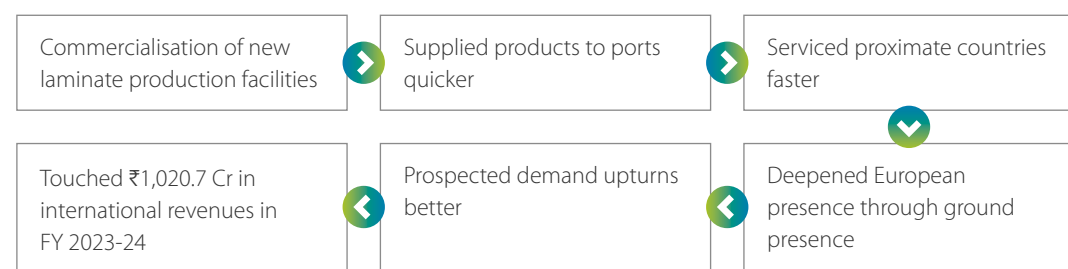 Commercialisation of new
laminate production facilities
Supplied products to ports
quicker
Serviced proximate countries
faster
Deepened European
presence through ground
presence
Prospected demand upturns
better
Touched ₹1,020.7 Cr in
international revenues in
FY 2023-24